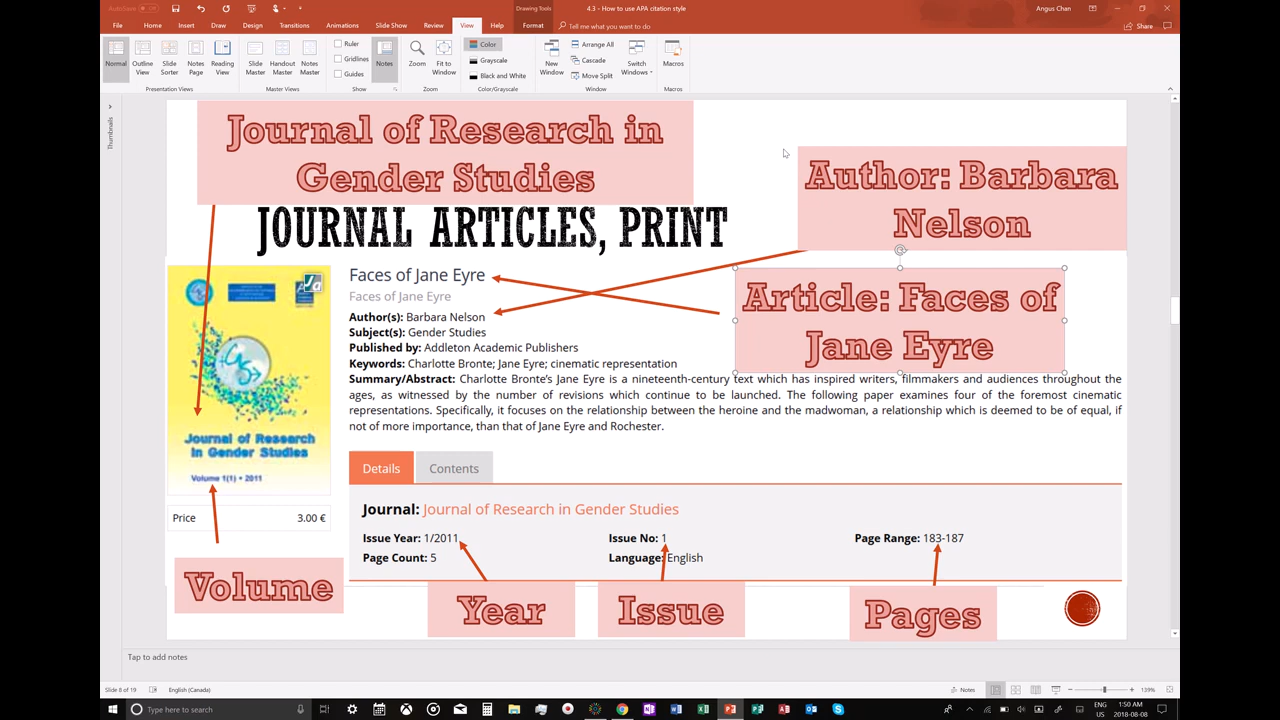 AutoSave
4.3 - How to use APA citation style
Drawing Tools
Angus Chan
File
Home
Insert
Draw
Design
Transitions
Animations
Slide Show
Review
View
Help
Format
Tell me what you want to do
Share
Normal
Outline View
Slide Sorter
Notes Page
Reading View
Presentation Views
Slide Master
Handout Master
Notes Master
Master Views
Ruler
Gridlines
Guides
Show
Notes
Zoom
Fit to Window
Zoom
Color
Grayscale
Black and White
Color/Grayscale
New Window
Arrange All
Cascade
Move Split
Switch Windows
Window
Macros
Macros
Thumbnails
Journal of Research in
Gender Studies
Author: Barbara
Nelson
JOURNAL ARTICLES, PRINT
Article: Faces of
Jane Eyre
Faces of Jane Eyre
Faces of Jane Eyre
Author(s): Barbara Nelson
Subject(s): Gender Studies
Published by: Addleton Academic Publishers
Keywords: Charlotte Bronte; Jane Eyre; cinematic representation
Summary/Abstract: Charlotte Bronte's Jane Eyre is a nineteenth-century text which has inspired writers, filmmakers and audiences throughout the
ages, as witnessed by the number of revisions which continue to be launched. The following paper examines four of the foremost cinematic
representations. Specifically, it focuses on the relationship between the heroine and the madwoman, a relationship which is deemed to be of equal, if
not of more importance, than that of Jane Eyre and Rochester.
Journal of Research
in Gender Studies
Volume 1(1) • 2011
Price 3.00 €
Details
Contents
Journal: Journal of Research in Gender Studies
Issue Year: 1/2011
Issue No: 1
Page Range: 183-187
Page Count: 5
Language: English
Volume
Year
Issue
Pages
Tap to add notes
Slide 8 of 19
English (Canada)
Notes
139%
Type here to search
ENG
US
1:50 AM
2018-08-08